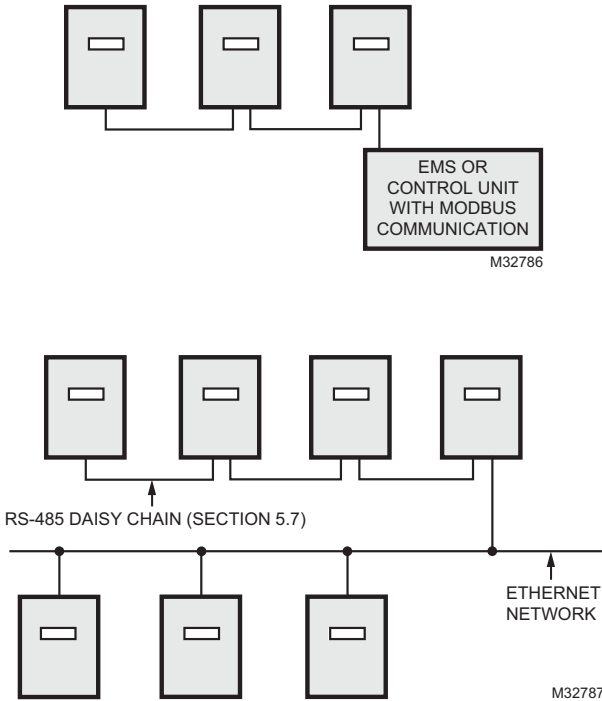 EMS OR
CONTROL UNIT
WITH MODBUS
COMMUNICATION
M32786
RS-485 DAISY CHAIN (SECTION 5.7)
ETHERNET
NETWORK
M32787